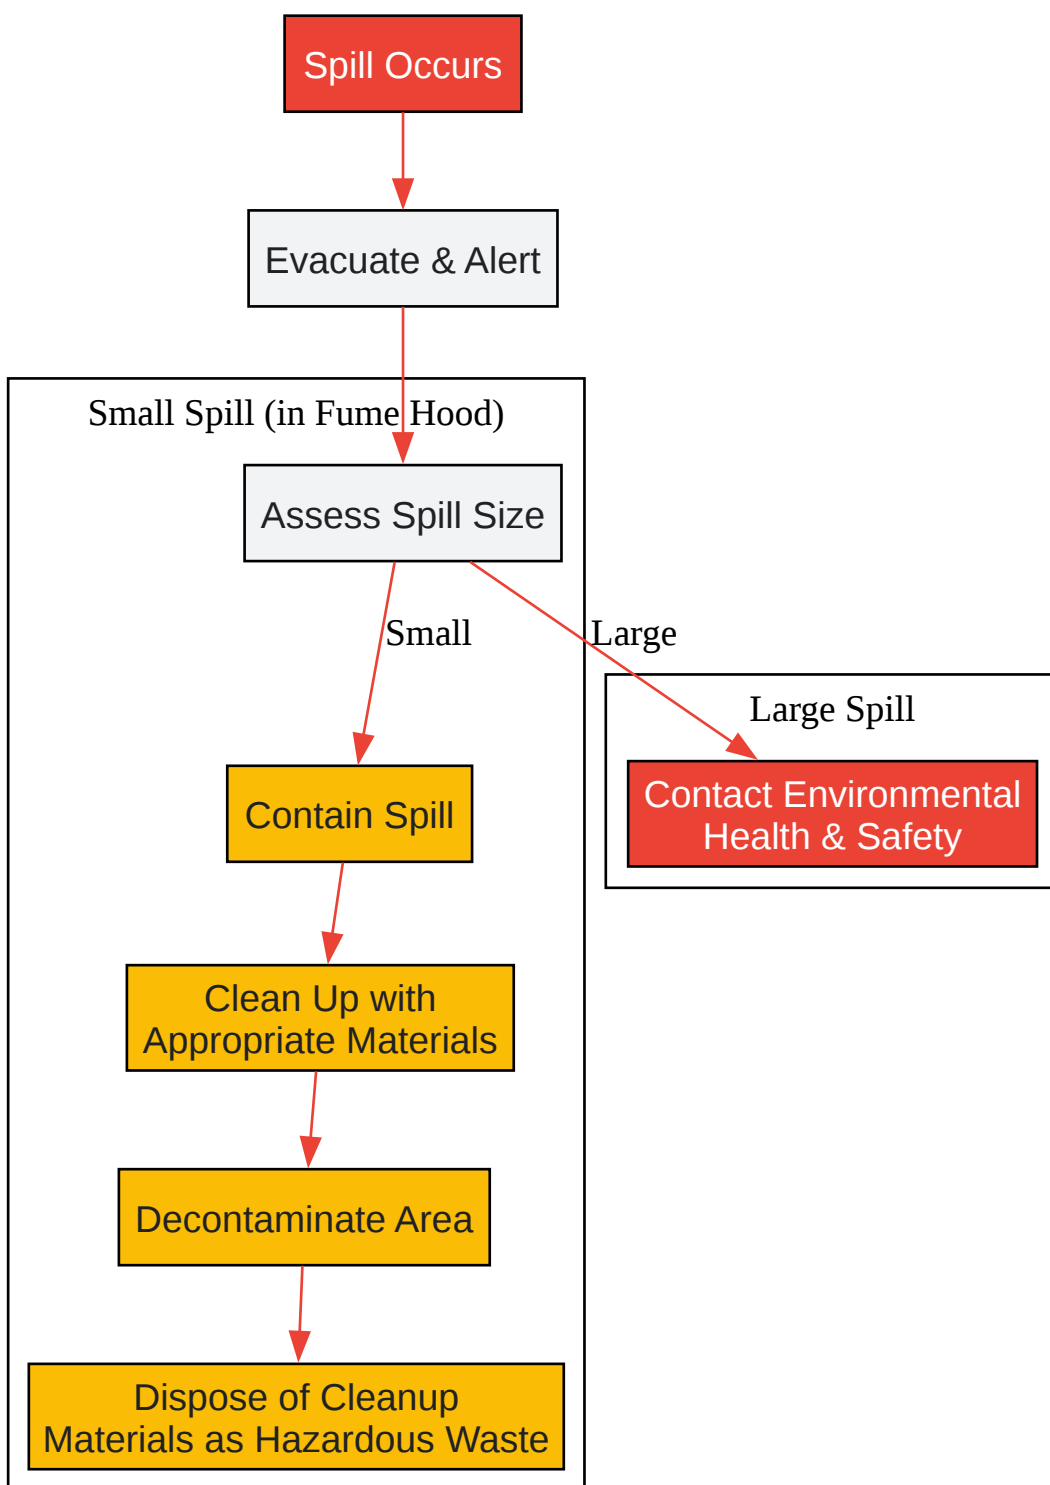 Spill Occurs
Evacuate & Alert
Small Spill (in Fume Hood)
Assess Spill Size
Small
Large
Large Spill
Contact Environmental
Health & Safety
Contain Spill
Clean Up with
Appropriate Materials
Decontaminate Area
Dispose of Cleanup
Materials as Hazardous Waste